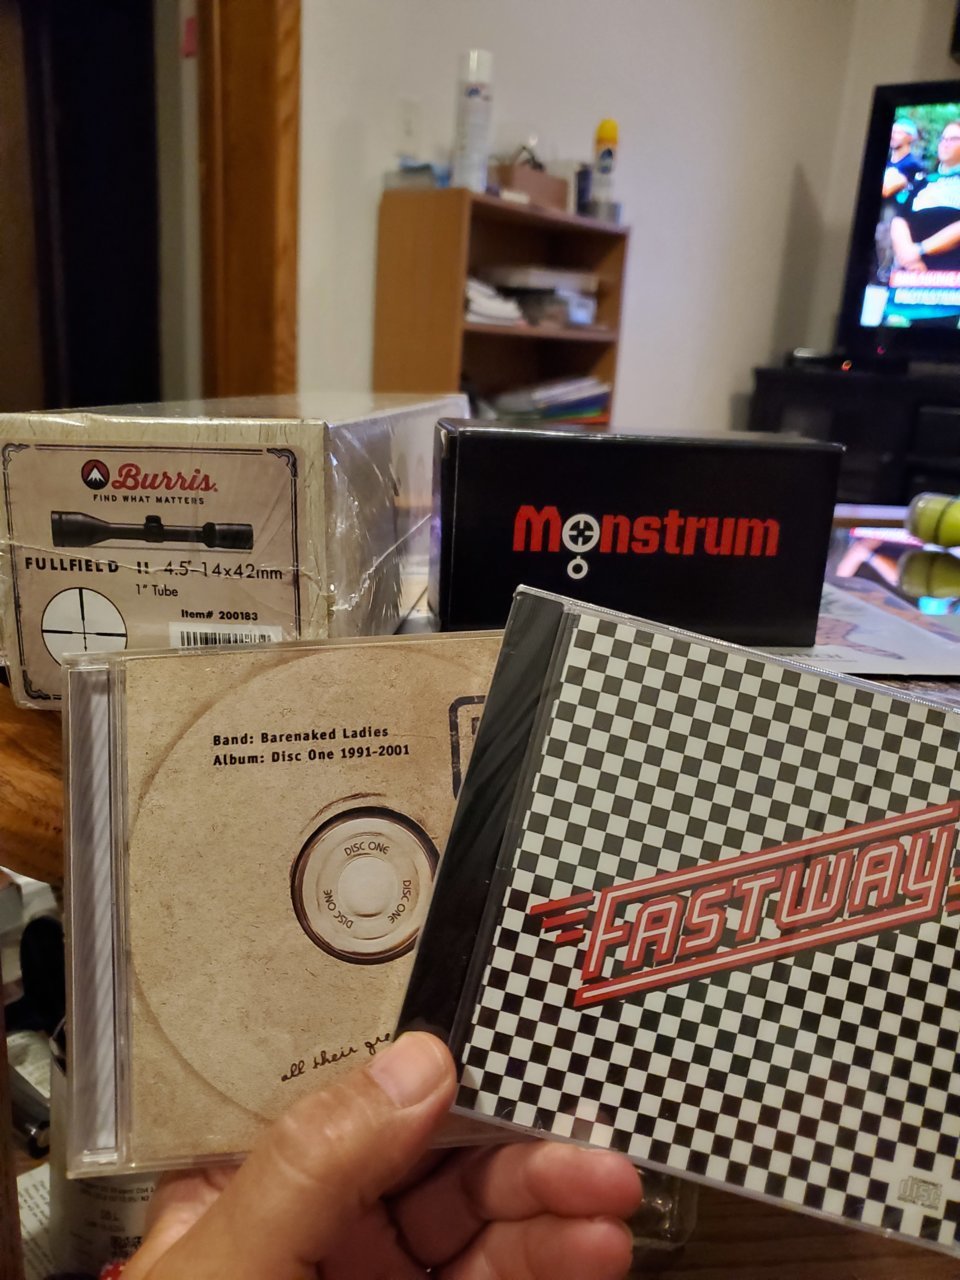 Burris.
FIND WHAT MATTERS
FULLFIELD II 4.5-14x42mm
1" Tube
Item# 200183
Monstrum
Band: Barenaked Ladies
Album: Disc One 1991-2001
DISC ONE
DISC ONE
DISC ONE
all their gre
FASTWAY
disc